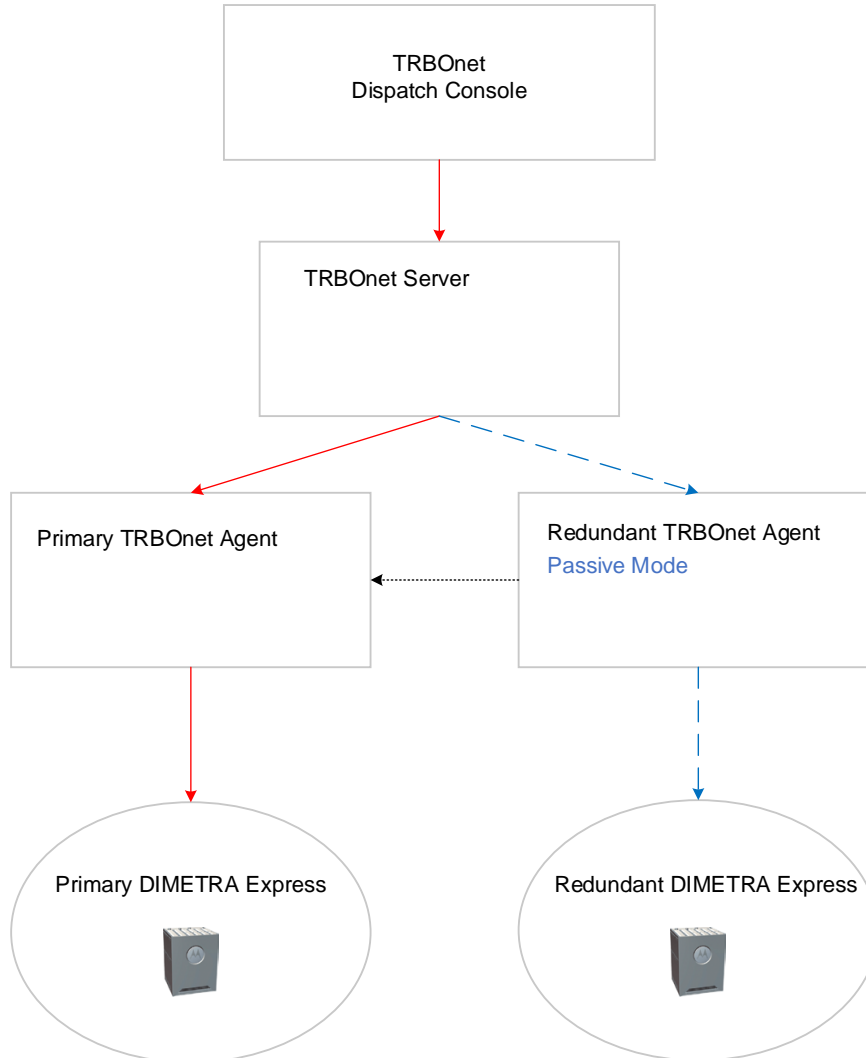 TRBOnet
Dispatch Console
TRBOnet Server
Primary TRBOnet Agent
Redundant TRBOnet Agent
Passive Mode
Primary DIMETRA Express
Redundant DIMETRA Express